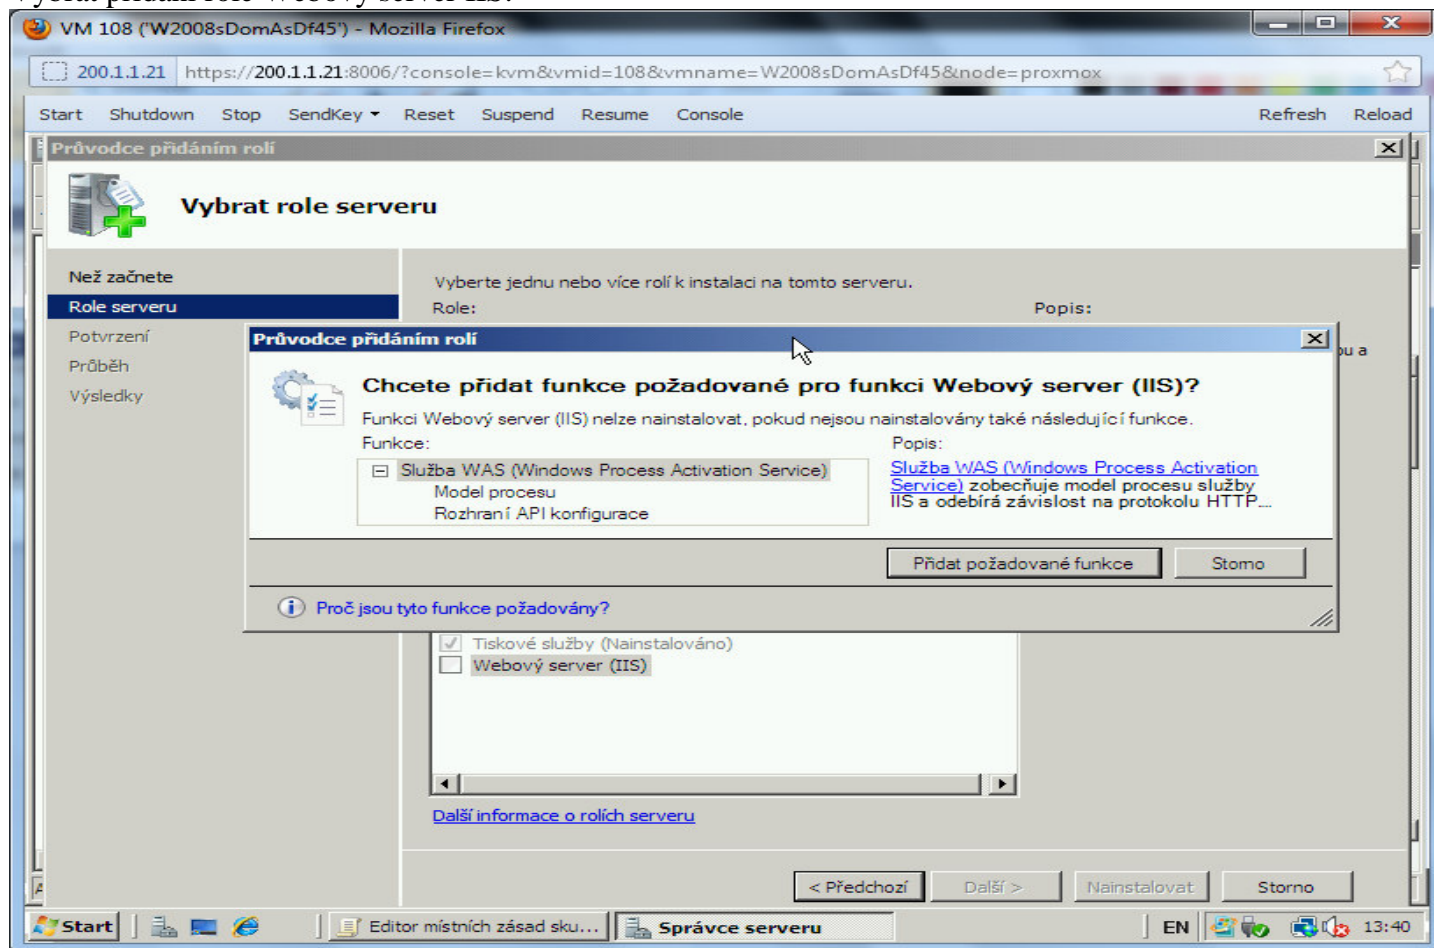 Vybrat přidání role Webový server IIS:
VM 108 ('W2008sDomAsDf45') - Mozilla Firefox
200.1.1.21 https://200.1.1.21:8006/?console=kvm&vmid=108&vmname=W2008sDomAsDf45&node=proxmox
Start Shutdown Stop SendKey Reset Suspend Resume Console Refresh Reload
Průvodce přidáním rolí
Vybrat role serveru
Než začnete
Role serveru
Potvrzení
Průběh
Výsledky
Vyberte jednu nebo více rolí k instalaci na tomto serveru.
Role: Popis:
Průvodce přidáním rolí
Chcete přidat funkce požadované pro funkci Webový server (IIS)?
Funkci Webový server (IIS) nelze nainstalovat, pokud nejsou nainstalovány také následující funkce.
Funkce: Popis:
Služba WAS (Windows Process Activation Service)
Model procesu
Rozhraní API konfigurace
Služba WAS (Windows Process Activation
Service) zobecňuje model procesu služby
IIS a odebírá závislost na protokolu HTTP....
Přidat požadované funkce Storno
Proč jsou tyto funkce požadovány?
Tiskové služby (Nainstalováno)
Webový server (IIS)
Další informace o rolích serveru
< Předchozí Další > Nainstalovat Storno
Start Editor místních zásad sku... Správce serveru EN 13:40